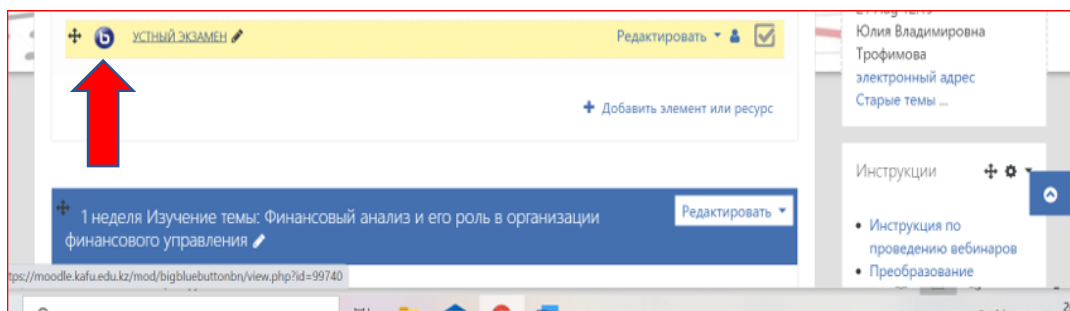 УСТНЫЙ ЭКЗАМЕН
Редактировать
Добавить элемент или ресурс
1 неделя Изучение темы: Финансовый анализ и его роль в организации
финансового управления
Редактировать
tps://moodle.kafu.edu.kz/mod/bigbluebuttonbn/view.php?id=99740
Юлия Владимировна
Трофимова
электронный адрес
Старые темы ...
Инструкции
Инструкция по
проведению вебинаров
Преобразование